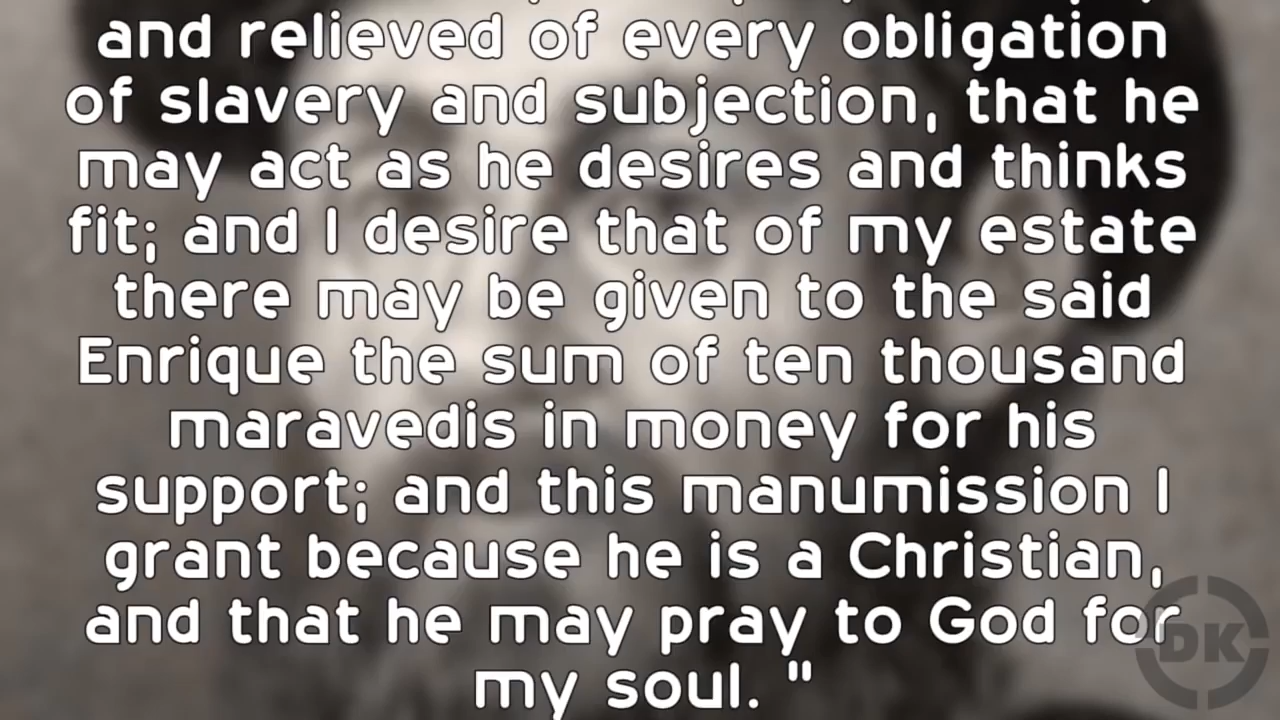 and relieved of every obligation
of slavery and subjection, that he
may act as he desires and thinks
fit; and I desire that of my estate
there may be given to the said
Enrique the sum of ten thousand
maravedis in money for his
support; and this manumission I
grant because he is a Christian,
and that he may pray to God for
my soul. "
DK